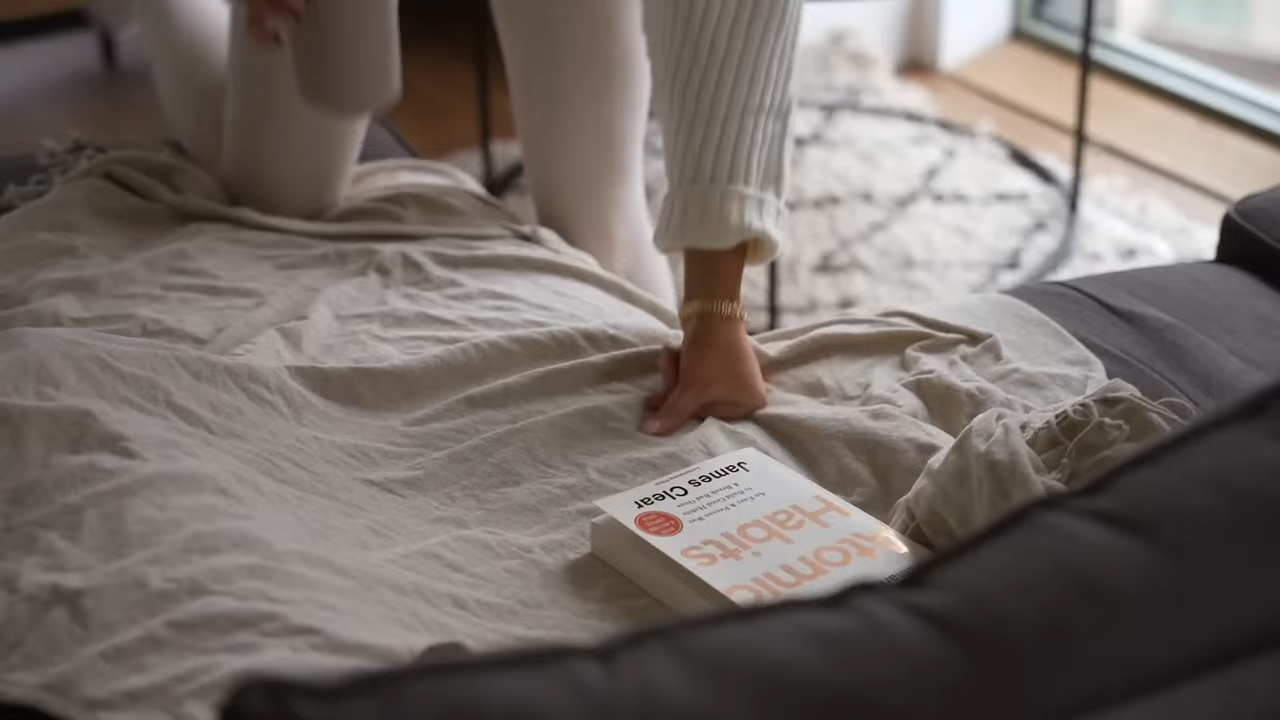 Atomic
Habits
An Easy & Proven Way
to Build Good Habits
& Break Bad Ones
James Clear